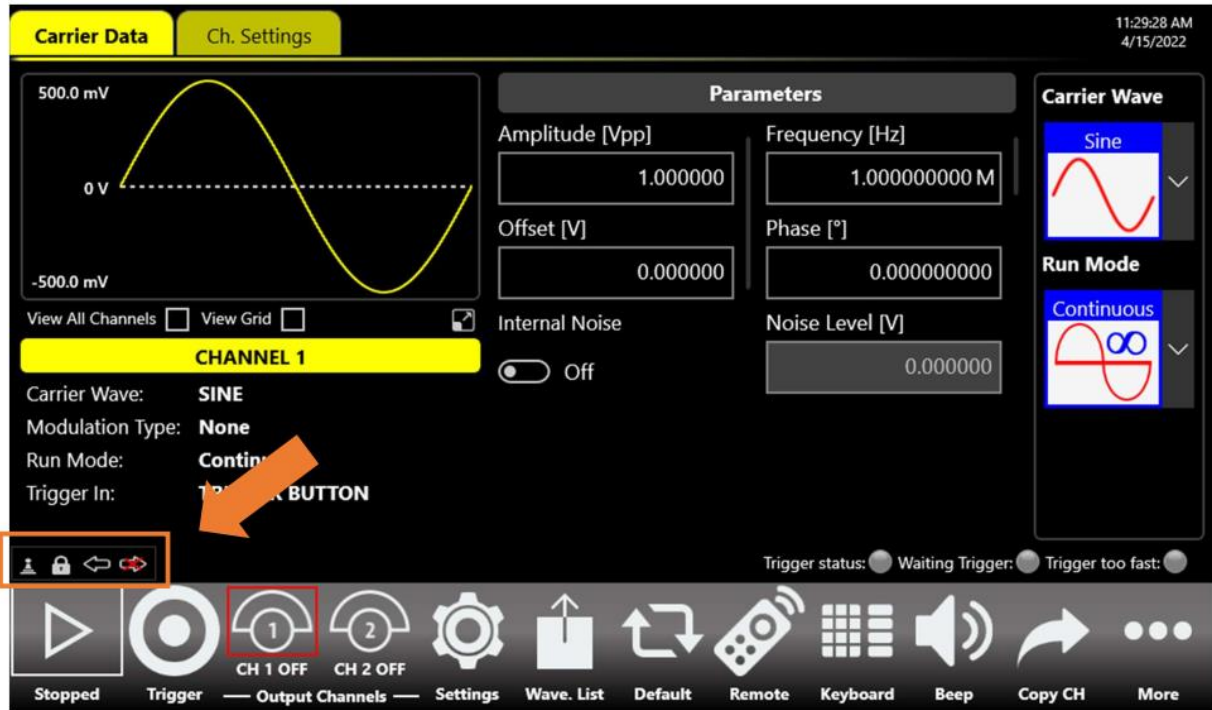 Carrier Data
Ch. Settings
11:29:28 AM
4/15/2022
500.0 mV
0 V
-500.0 mV
View All Channels
View Grid
CHANNEL 1
Carrier Wave: SINE
Modulation Type: None
Run Mode: Contin
Trigger In: BUTTON
Parameters
Amplitude [Vpp]
1.000000
Frequency [Hz]
1.000000000 M
Offset [V]
0.000000
Phase [°]
0.000000000
Internal Noise
Off
Noise Level [V]
0.000000
Carrier Wave
Sine
Run Mode
Continuous
Trigger status:
Waiting Trigger:
Trigger too fast:
1
2
CH 1 OFF
CH 2 OFF
Stopped
Trigger
Output Channels
Settings
Wave. List
Default
Remote
Keyboard
Beep
Copy CH
More